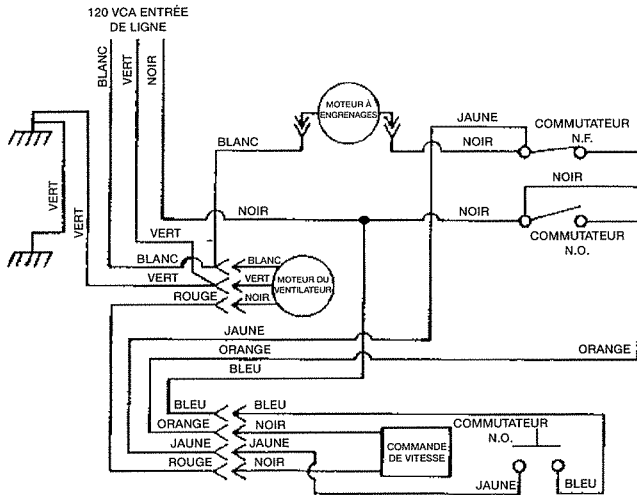 120 VCA ENTRÉE
DE LIGNE
BLANC
VERT
NOIR
MOTEUR À
ENGRENAGES
JAUNE
COMMUTATEUR
N.F.
BLANC
NOIR
NOIR
VERT
VERT
NOIR
NOIR
COMMUTATEUR
N.O.
VERT
BLANC
BLANC
VERT
VERT
MOTEUR OU
VENTILATEUR
ROUGE
NOIR
JAUNE
ORANGE
ORANGE
BLEU
BLEU
BLEU
ORANGE
NOIR
COMMUTATEUR
N.O.
JAUNE
JAUNE
COMMANDE
DE VITESSE
ROUGE
NOIR
JAUNE
BLEU